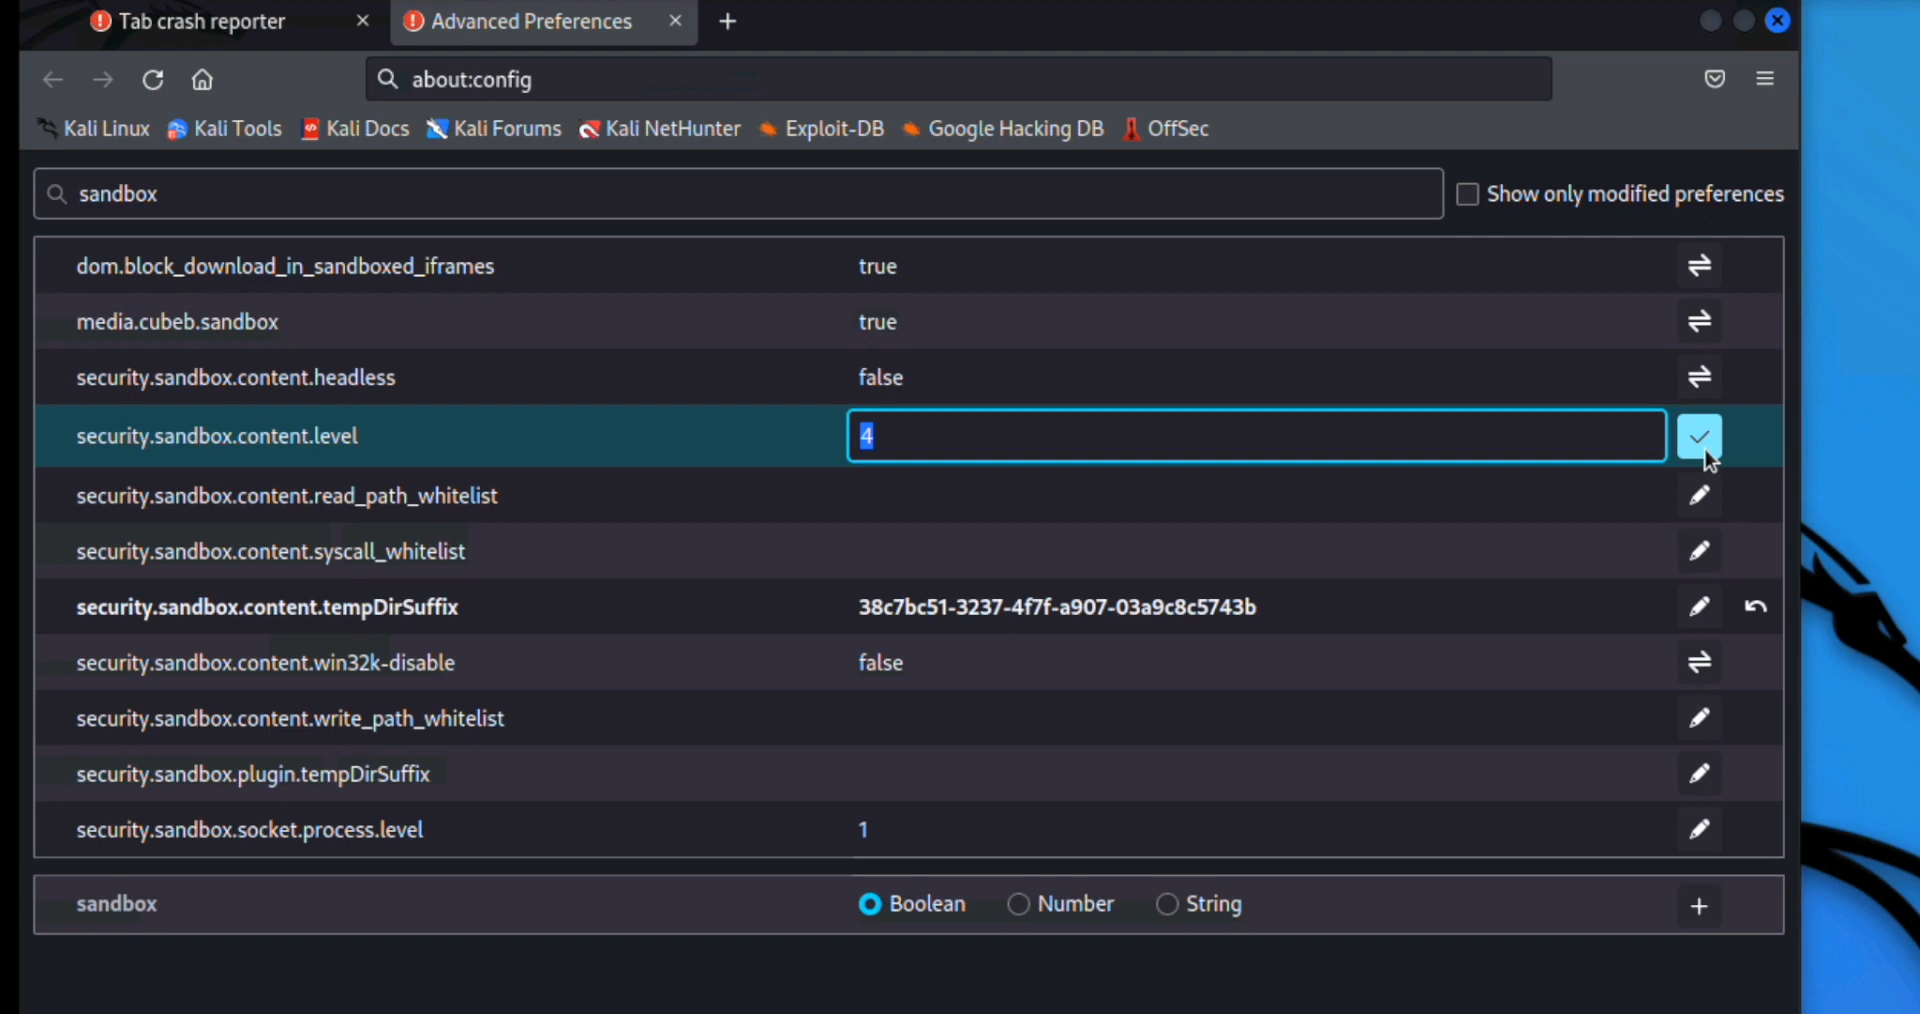 Tab crash reporter
Advanced Preferences
about:config
Kali Linux Kali Tools Kali Docs Kali Forums Kali NetHunter Exploit-DB Google Hacking DB OffSec
sandbox
Show only modified preferences
dom.block_download_in_sandboxed_iframes true
media.cubeb.sandbox true
security.sandbox.content.headless false
security.sandbox.content.level 4
security.sandbox.content.read_path_whitelist
security.sandbox.content.syscall_whitelist
security.sandbox.content.tempDirSuffix 38c7bc51-3237-4f7f-a907-03a9c8c5743b
security.sandbox.content.win32k-disable false
security.sandbox.content.write_path_whitelist
security.sandbox.plugin.tempDirSuffix
security.sandbox.socket.process.level 1
sandbox Boolean Number String